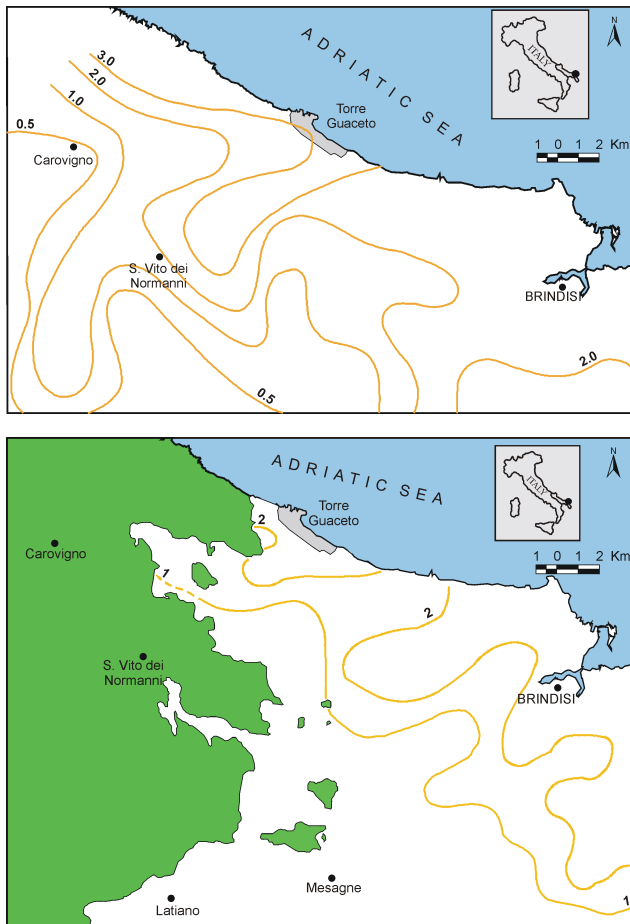 ADRIATIC SEA
ITALY
N
3.0
2.0
1.0
0.5
Torre
Guaceto
1 0 1 2 Km
Carovigno
S. Vito dei
Normanni
BRINDISI
2.0
0.5
ADRIATIC SEA
ITALY
N
2
Torre
Guaceto
Carovigno
1 0 1 2 Km
1
2
S. Vito dei
Normanni
BRINDISI
Mesagne
Latiano
1